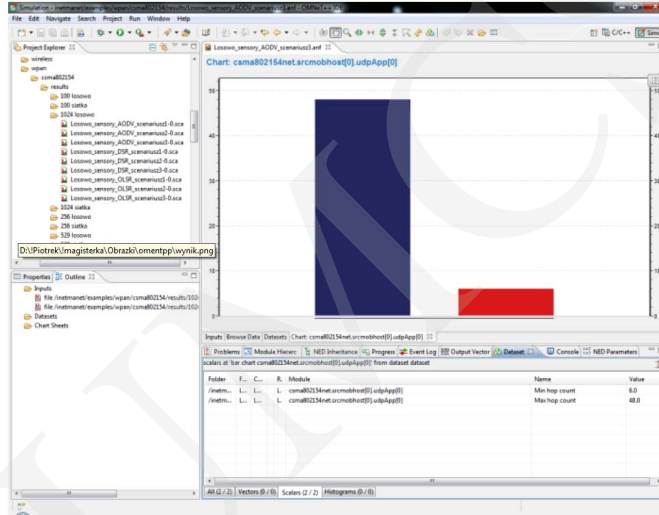 Simulation - inetmanet/examples/wpan/csma802154/results/Losowo_sensory_AODV_scenariusz3.anf - OMNeT++ IDE
File Edit Navigate Search Project Run Window Help
C/C++ Simu
Project Explorer
wireless
wpan
csma802154
results
100 losowo
100 siatka
1024 losowo
Losowo_sensory_AODV_scenariusz1-0.sca
Losowo_sensory_AODV_scenariusz2-0.sca
Losowo_sensory_AODV_scenariusz3-0.sca
Losowo_sensory_DSR_scenariusz1-0.sca
Losowo_sensory_DSR_scenariusz2-0.sca
Losowo_sensory_DSR_scenariusz3-0.sca
Losowo_sensory_OLSR_scenariusz1-0.sca
Losowo_sensory_OLSR_scenariusz2-0.sca
Losowo_sensory_OLSR_scenariusz3-0.sca
1024 siatka
256 losowo
256 siatka
529 losowo
D:\!Piotrek\!magisterka\Obrazki\omentpp\wynik.png
Properties Outline
Inputs
file /inetmanet/examples/wpan/csma802154/results/102
file /inetmanet/examples/wpan/csma802154/results/102
Datasets
Chart Sheets
Losowo_sensory_AODV_scenariusz3.anf
Chart: csma802154net.srcmobhost[0].udpApp[0]
50
40
30
20
10
0
Inputs Browse Data Datasets Chart: csma802154net.srcmobhost[0].udpApp[0]
Problems Module Hierarc NED Inheritance Progress Event Log Output Vector Dataset Console NED Parameters
scalars at 'bar chart csma802154net.srcmobhost[0].udpApp[0]' from dataset dataset
Folder F... C... R. Module Name Value
/inetm... L... L... L. csma802154net.srcmobhost[0].udpApp[0] Min hop count 6.0
/inetm... L... L... L. csma802154net.srcmobhost[0].udpApp[0] Max hop count 48.0
All (2 / 2) Vectors (0 / 0) Scalars (2 / 2) Histograms (0 / 0)